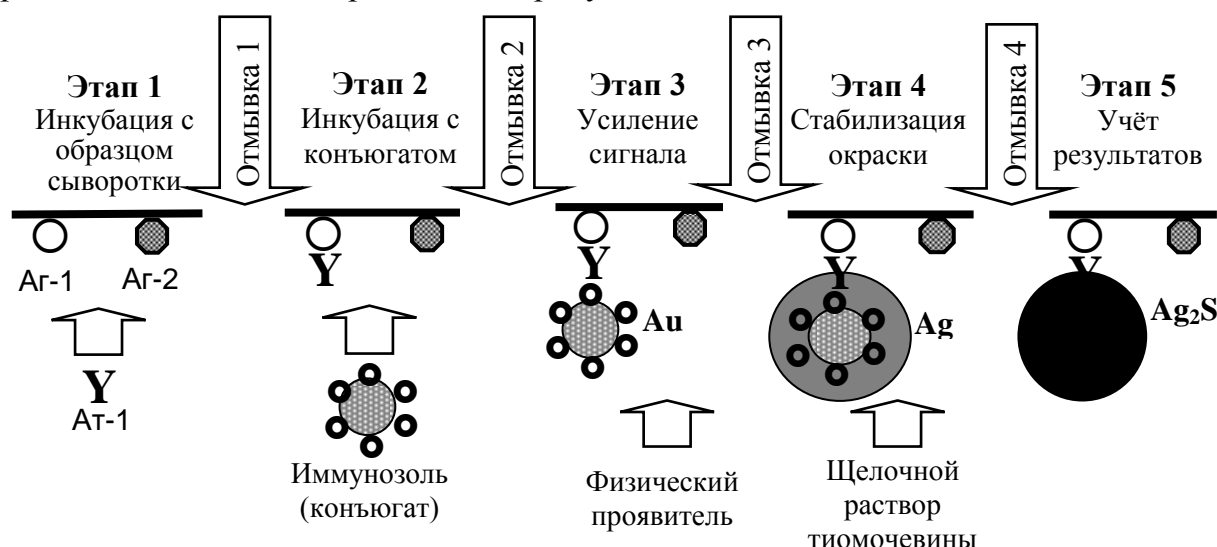 Отмывка 1
Отмывка 2
Отмывка 3
Отмывка 4
Этап 1
Инкубация с
образцом
сыворотки
Этап 2
Инкубация с
конъюгатом
Этап 3
Усиление
сигнала
Этап 4
Стабилизация
окраски
Этап 5
Учёт
результатов
Аг-1
Аг-2
Y
Ат-1
Y
Иммунозоль
(конъюгат)
Y
Au
Физический
проявитель
Y
Ag
Щелочной
раствор
тиомочевины
Y
Ag₂S